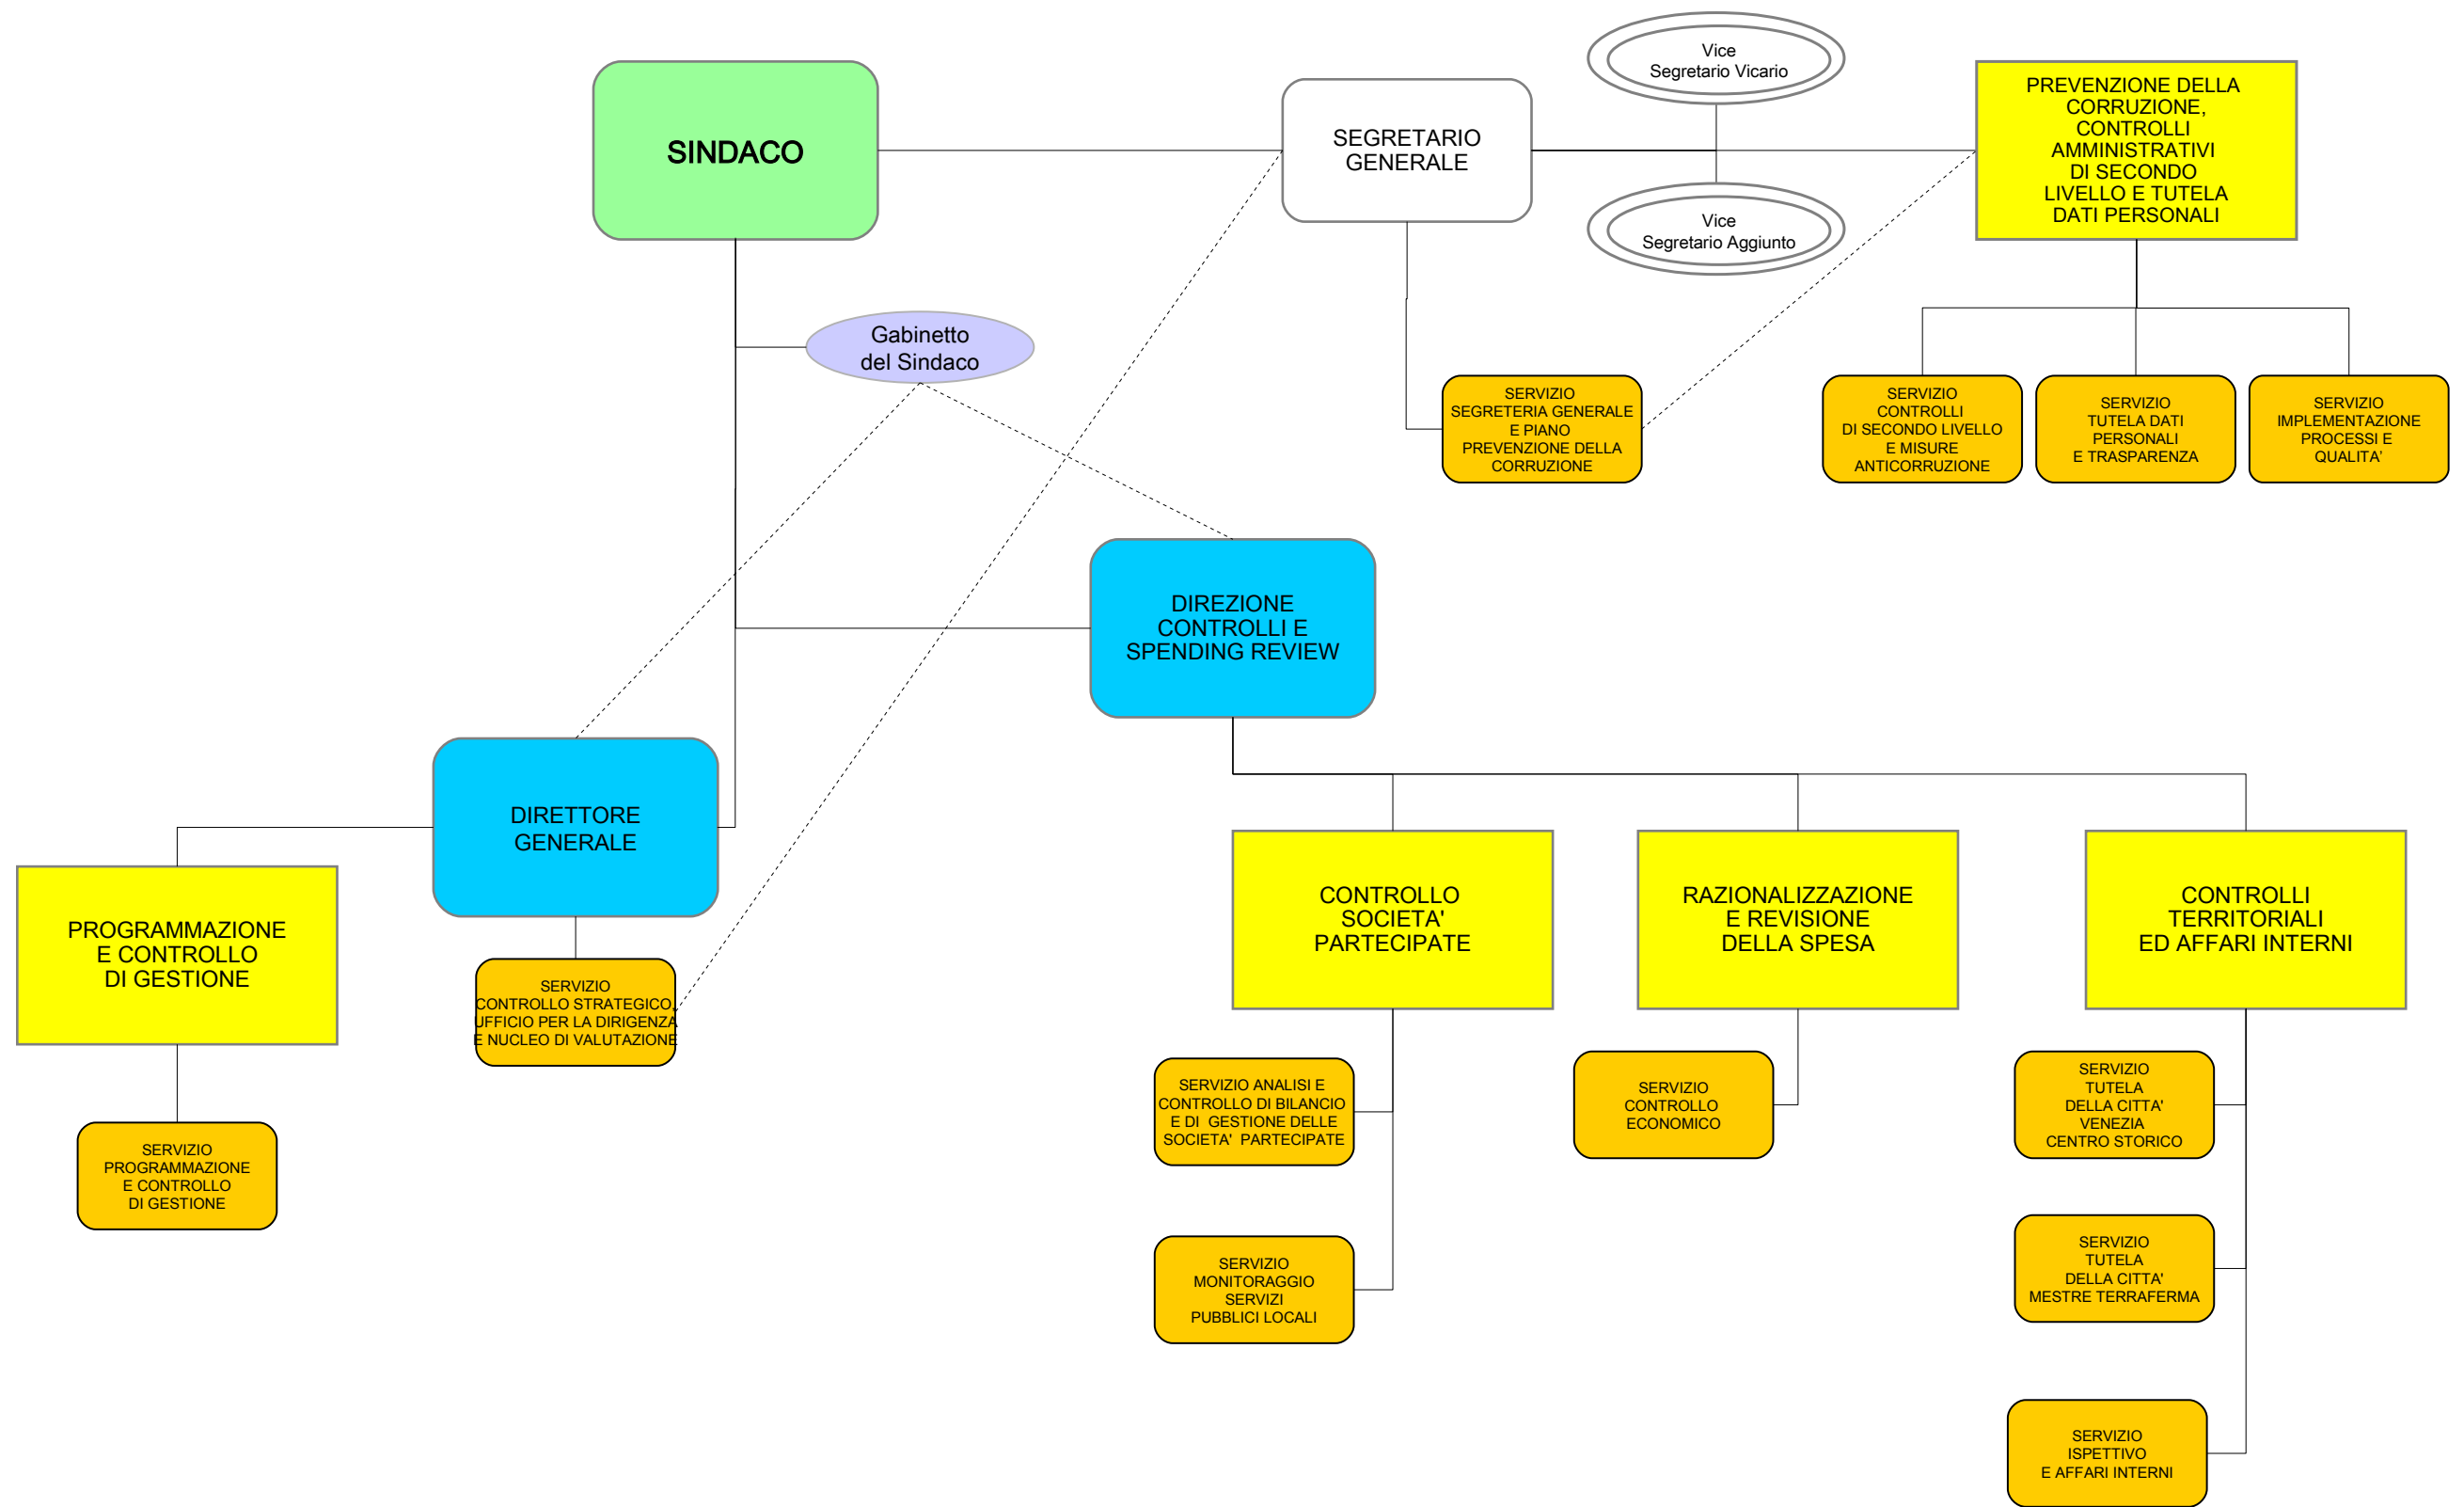 Vice
Segretario Vicario
SINDACO
SEGRETARIO
GENERALE
PREVENZIONE DELLA
CORRUZIONE,
CONTROLLI
AMMINISTRATIVI
DI SECONDO
LIVELLO E TUTELA
DATI PERSONALI
Vice
Segretario Aggiunto
Gabinetto
del Sindaco
SERVIZIO
SEGRETERIA GENERALE
E PIANO
PREVENZIONE DELLA
CORRUZIONE
SERVIZIO
CONTROLLI
DI SECONDO LIVELLO
E MISURE
ANTICORRUZIONE
SERVIZIO
TUTELA DATI
PERSONALI
E TRASPARENZA
SERVIZIO
IMPLEMENTAZIONE
PROCESSI E
QUALITA’
DIREZIONE
CONTROLLI E
SPENDING REVIEW
DIRETTORE
GENERALE
PROGRAMMAZIONE
E CONTROLLO
DI GESTIONE
CONTROLLO
SOCIETA'
PARTECIPATE
RAZIONALIZZAZIONE
E REVISIONE
DELLA SPESA
CONTROLLI
TERRITORIALI
ED AFFARI INTERNI
SERVIZIO
CONTROLLO STRATEGICO,
UFFICIO PER LA DIRIGENZA
E NUCLEO DI VALUTAZIONE
SERVIZIO ANALISI E
CONTROLLO DI BILANCIO
E DI GESTIONE DELLE
SOCIETA' PARTECIPATE
SERVIZIO
CONTROLLO
ECONOMICO
SERVIZIO
TUTELA
DELLA CITTA'
VENEZIA
CENTRO STORICO
SERVIZIO
PROGRAMMAZIONE
E CONTROLLO
DI GESTIONE
SERVIZIO
MONITORAGGIO
SERVIZI
PUBBLICI LOCALI
SERVIZIO
TUTELA
DELLA CITTA'
MESTRE TERRAFERMA
SERVIZIO
ISPETTIVO
E AFFARI INTERNI